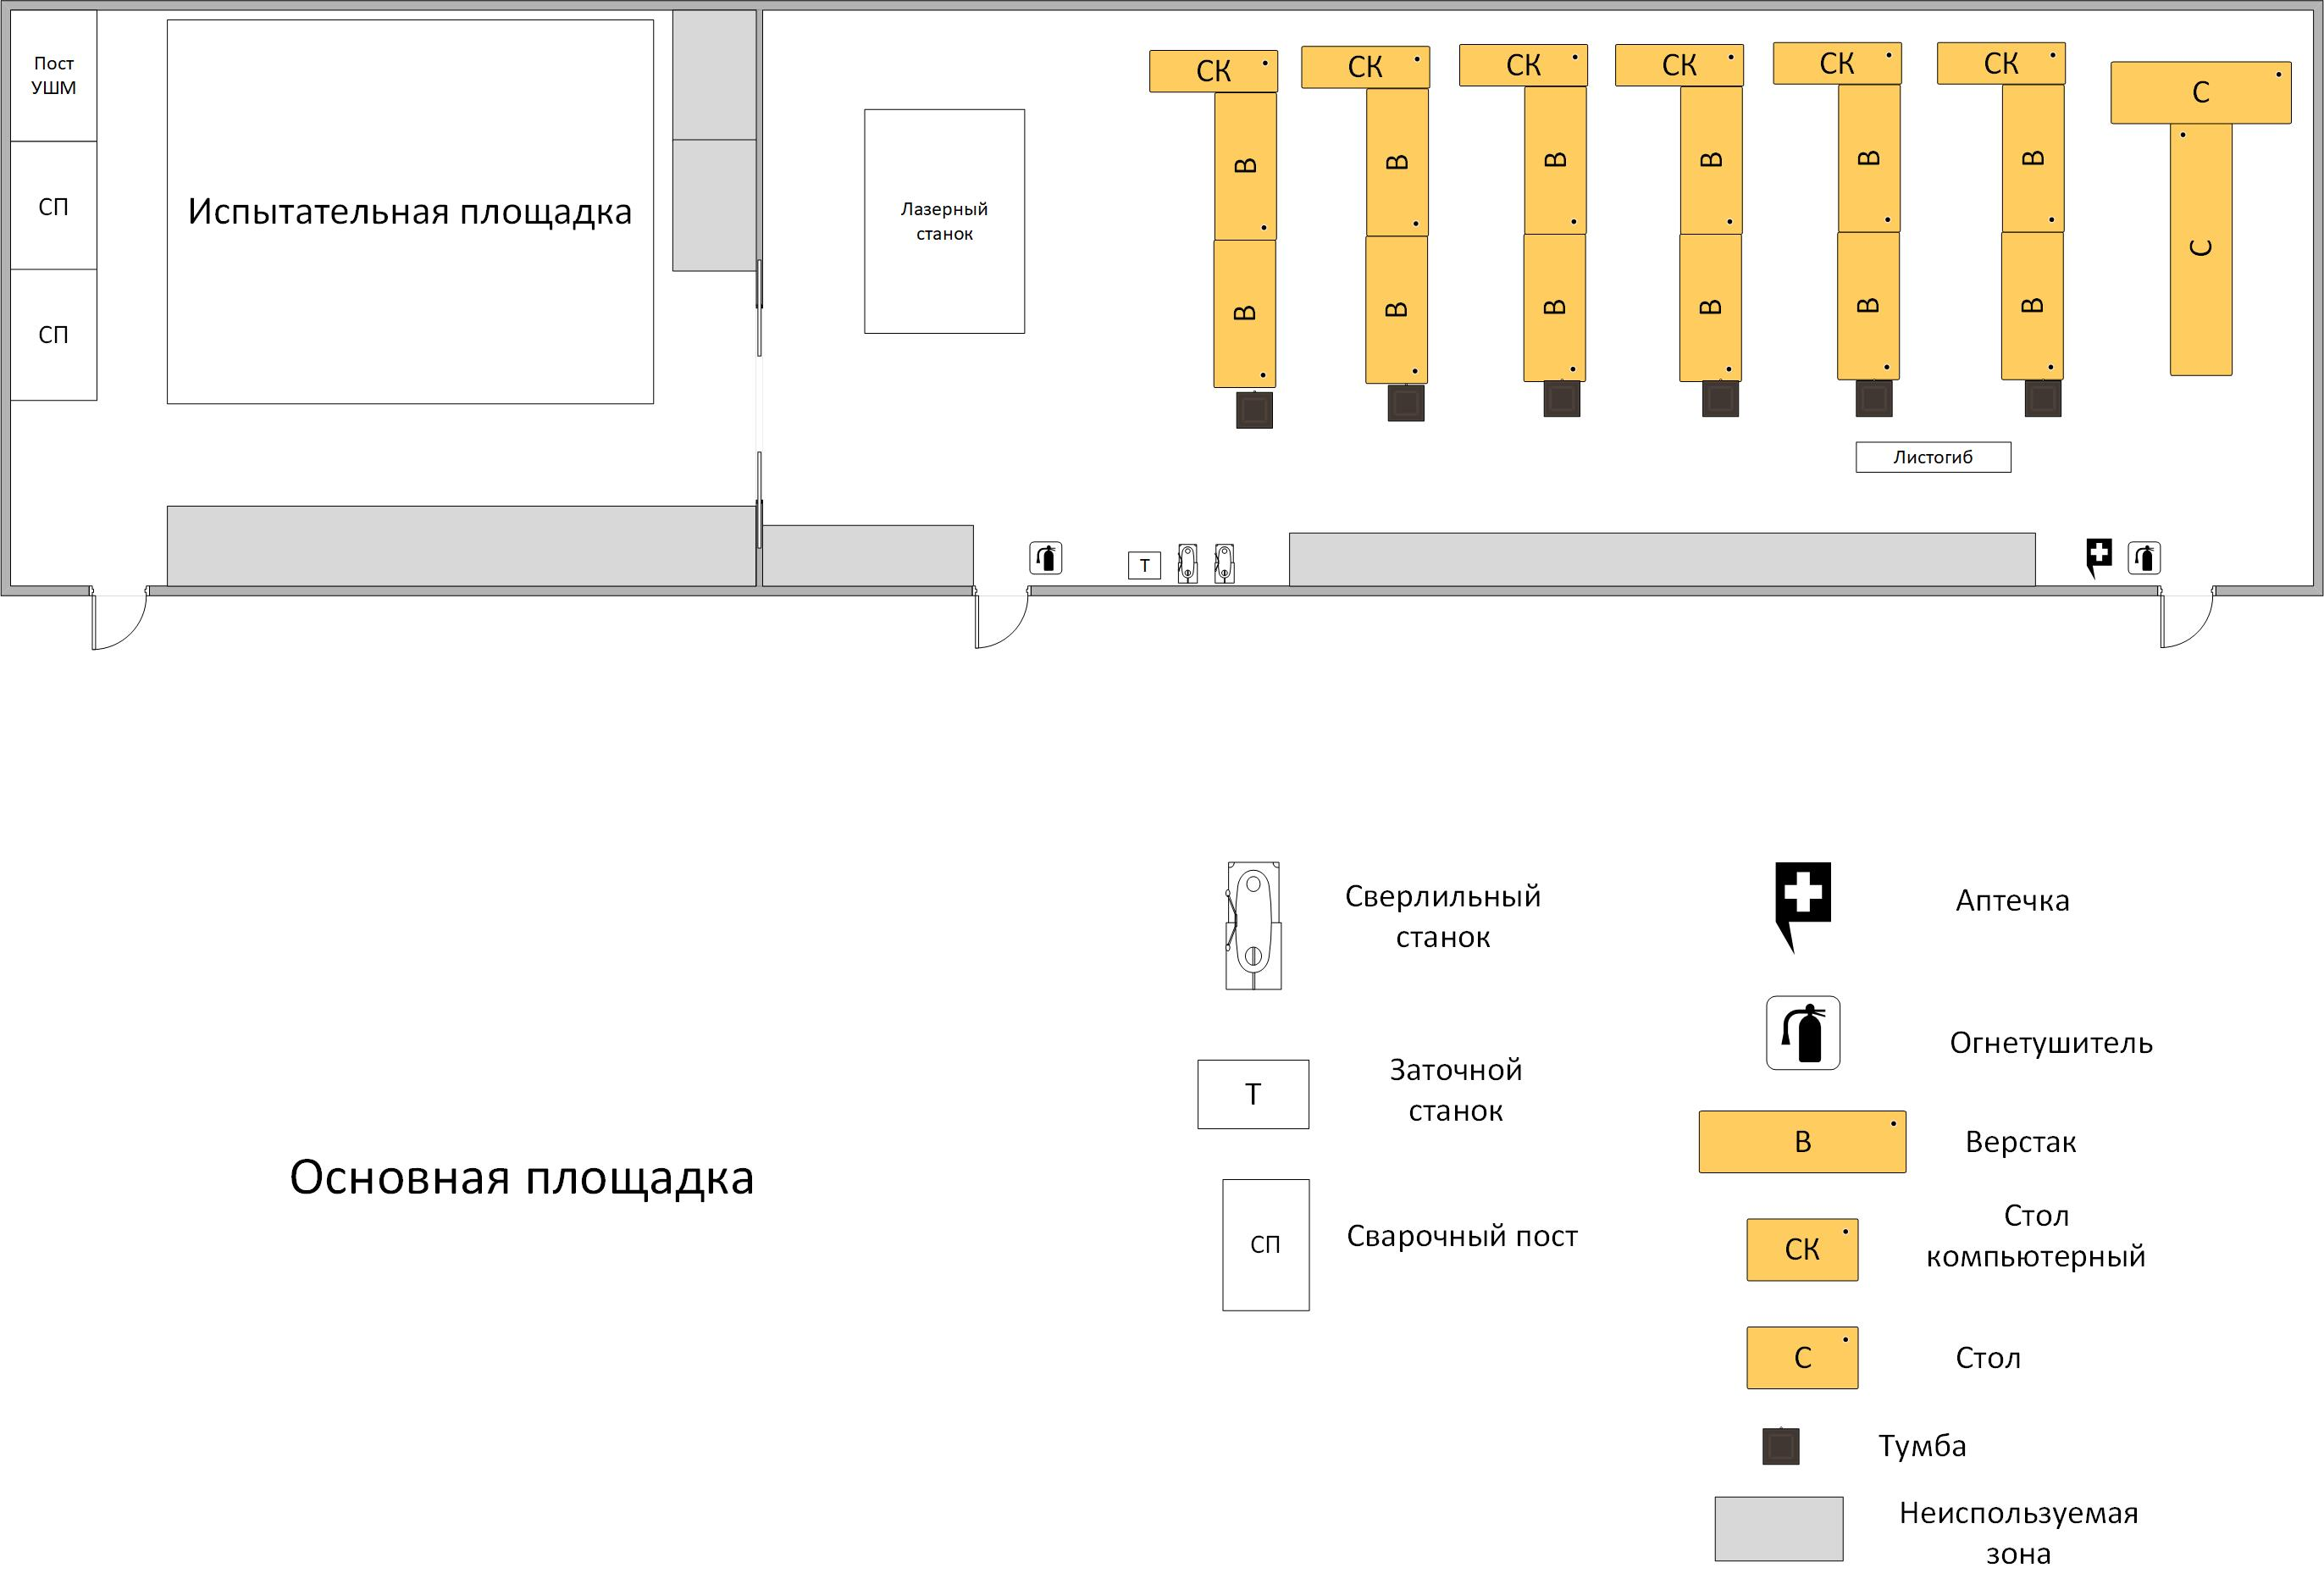 Пост
УШМ
СП
СП
Испытательная площадка
Лазерный
станок
СК
СК
СК
СК
СК
СК
С
В
В
В
В
В
В
С
В
В
В
В
В
В
Листогиб
Т
Основная площадка
Сверлильный
станок
Т
Заточной
станок
СП
Сварочный пост
Аптечка
Огнетушитель
В
Верстак
СК
Стол
компьютерный
С
Стол
Тумба
Неиспользуемая
зона